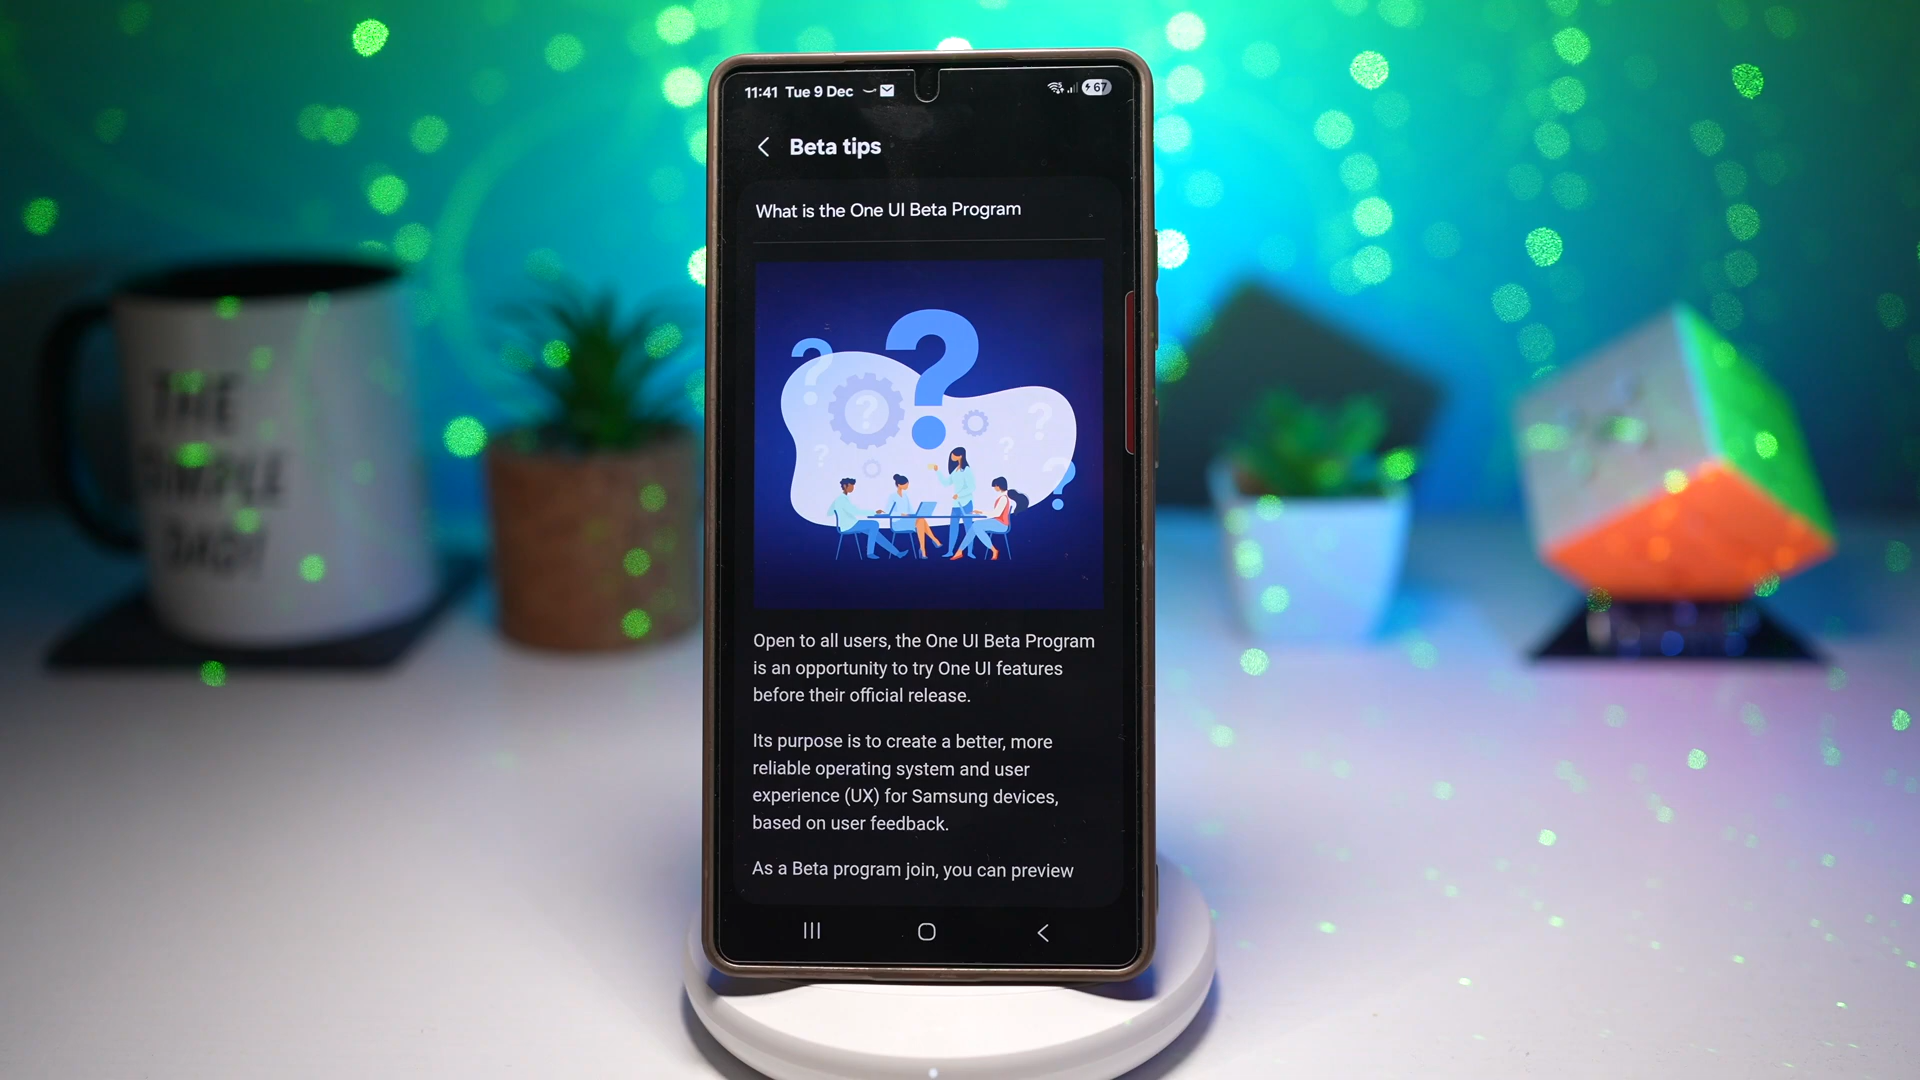 11:41 Tue 9 Dec
67
Beta tips
What is the One UI Beta Program
Open to all users, the One UI Beta Program
is an opportunity to try One UI features
before their official release.
Its purpose is to create a better, more
reliable operating system and user
experience (UX) for Samsung devices,
based on user feedback.
As a Beta program join, you can preview
THE
SIMPLE
DAD!